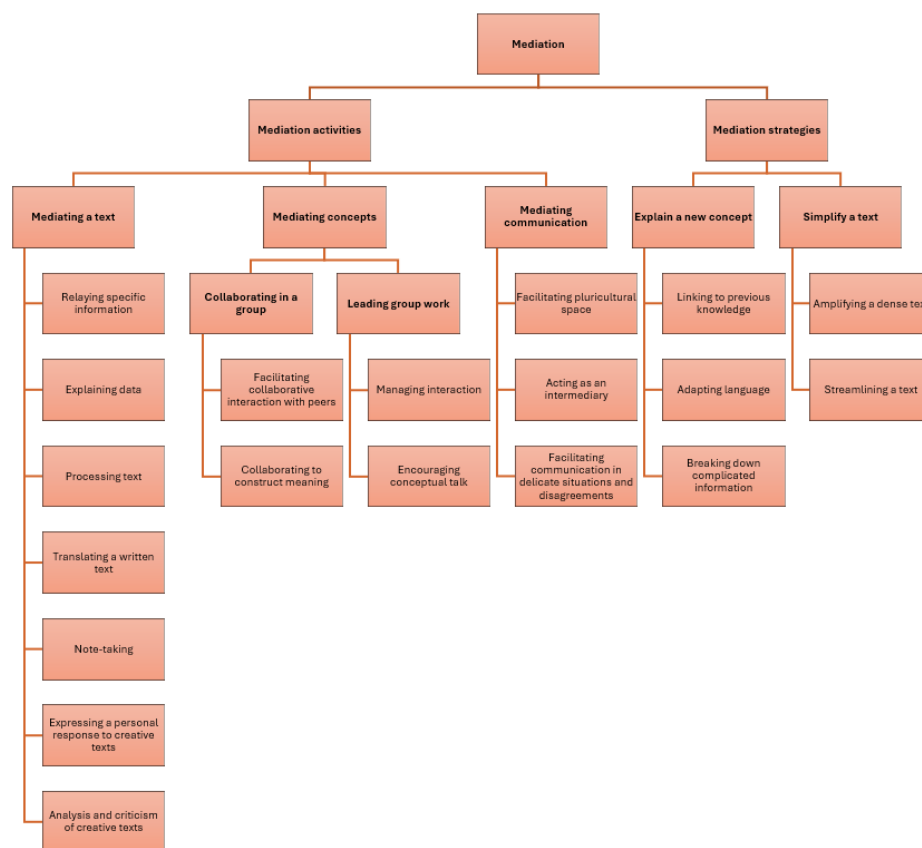 Mediation
Mediation activities
Mediation strategies
Mediating a text
Mediating concepts
Mediating
communication
Explain a new concept
Simplify a text
Relaying specific
information
Explaining data
Processing text
Translating a written
text
Note-taking
Expressing a personal
response to creative
texts
Analysis and criticism
of creative texts
Collaborating in a
group
Leading group work
Facilitating
collaborative
interaction with peers
Collaborating to
construct meaning
Managing interaction
Encouraging
conceptual talk
Facilitating pluricultural
space
Acting as an
intermediary
Facilitating
communication in
delicate situations and
disagreements
Linking to previous
knowledge
Adapting language
Breaking down
complicated
information
Amplifying a dense text
Streamlining a text